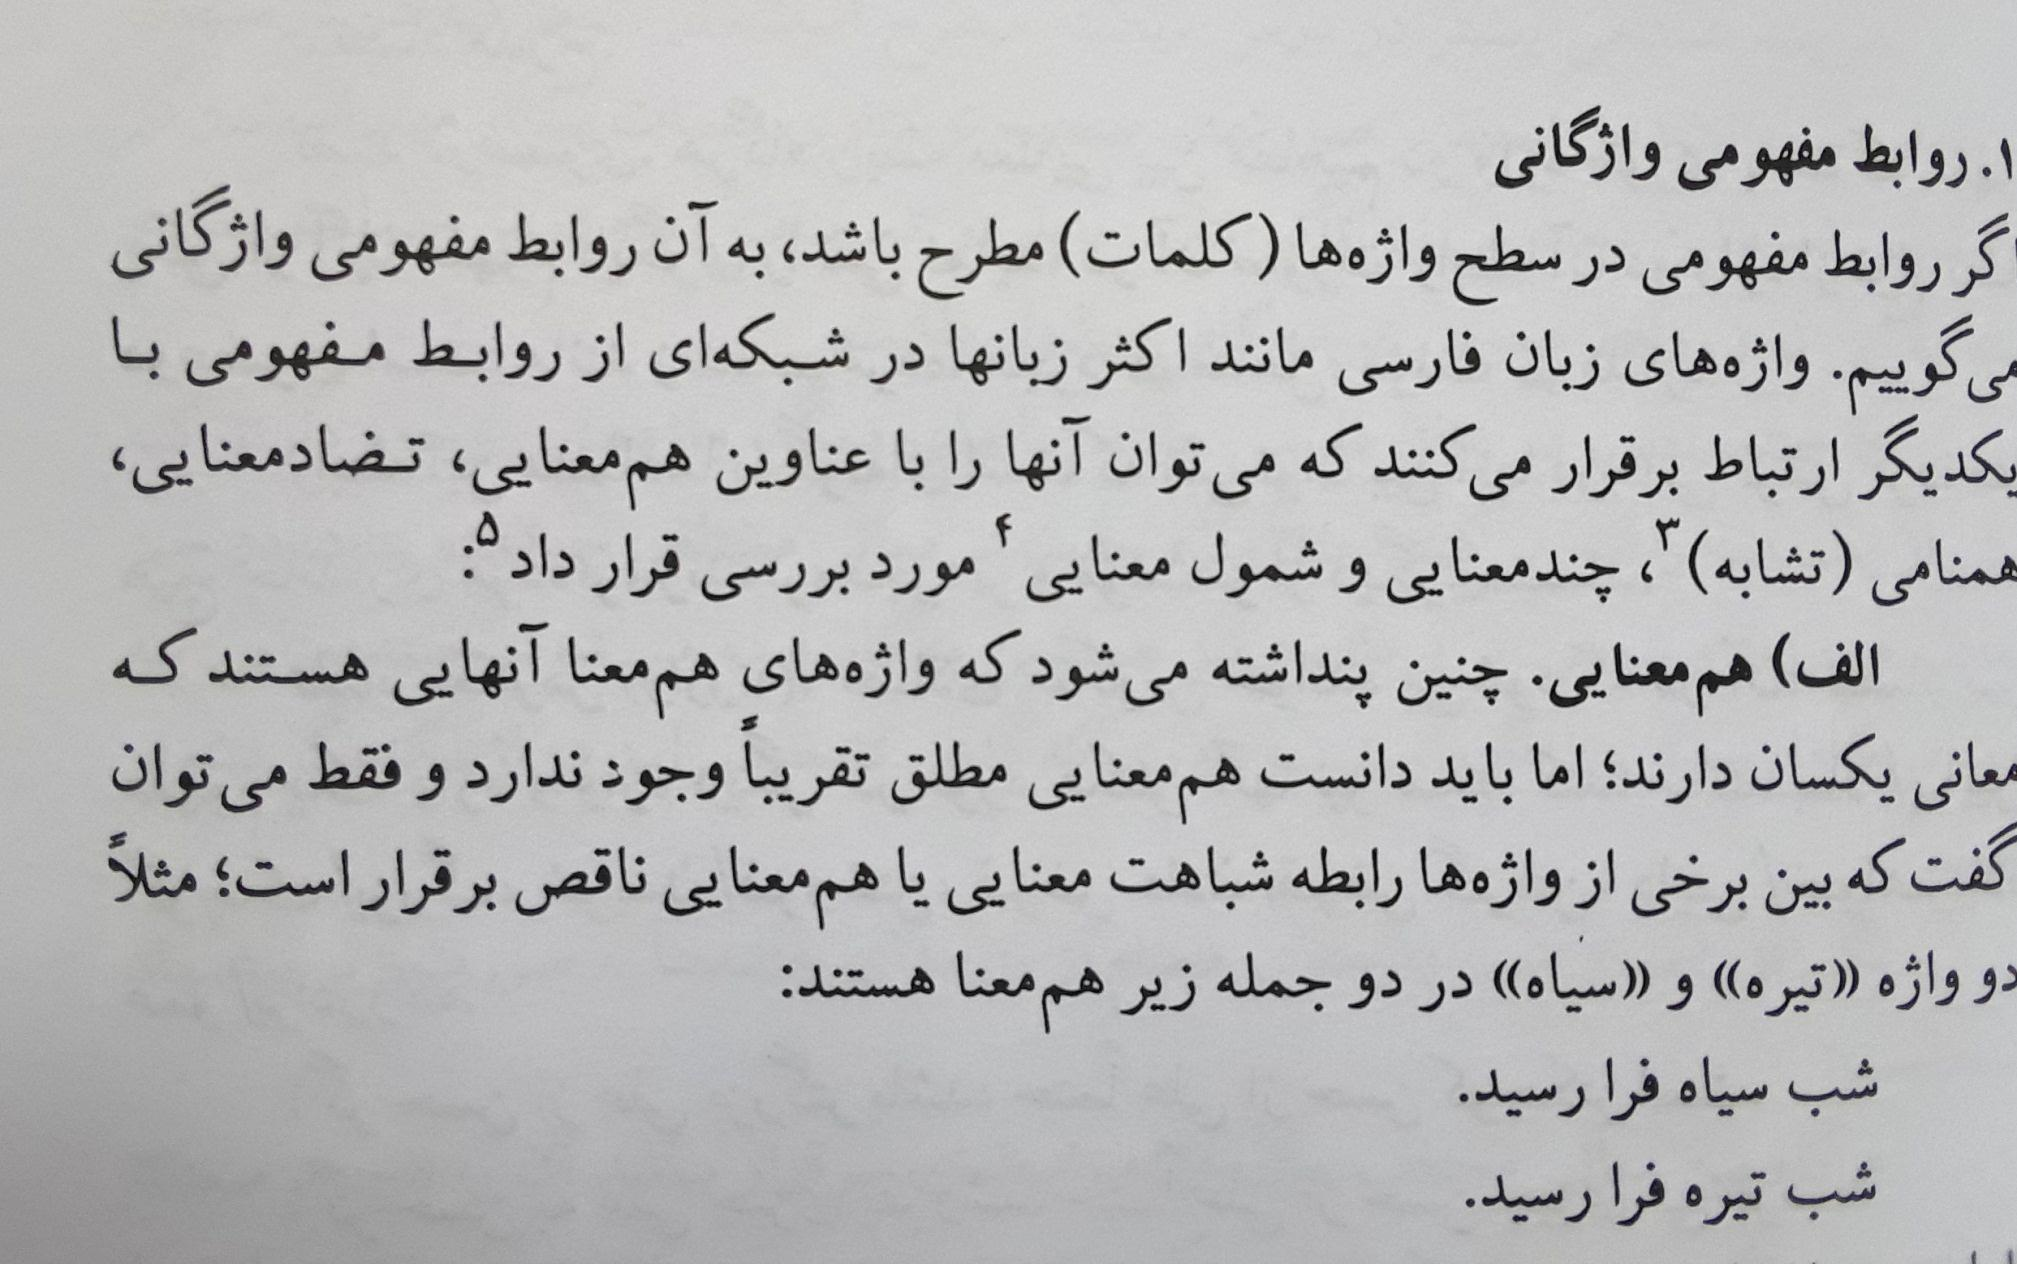 ۱. روابط مفهومی واژگانی
اگر روابط مفهومی در سطح واژه‌ها (کلمات) مطرح باشد، به آن روابط مفهومی واژگانی
می‌گوییم. واژه‌های زبان فارسی مانند اکثر زبانها در شبکه‌ای از روابط مفهومی با
یکدیگر ارتباط برقرار می‌کنند که می‌توان آنها را با عناوین هم‌معنایی، تضادمعنایی،
همنامی (تشابه)۳، چندمعنایی و شمول معنایی۴ مورد بررسی قرار داد۵:
الف) هم‌معنایی. چنین پنداشته می‌شود که واژه‌های هم‌معنا آنهایی هستند که
معانی یکسان دارند؛ اما باید دانست هم‌معنایی مطلق تقریباً وجود ندارد و فقط می‌توان
گفت که بین برخی از واژه‌ها رابطه شباهت معنایی یا هم‌معنایی ناقص برقرار است؛ مثلاً
دو واژه «تیره» و «سیاه» در دو جمله زیر هم‌معنا هستند:
شب سیاه فرا رسید.
شب تیره فرا رسید.